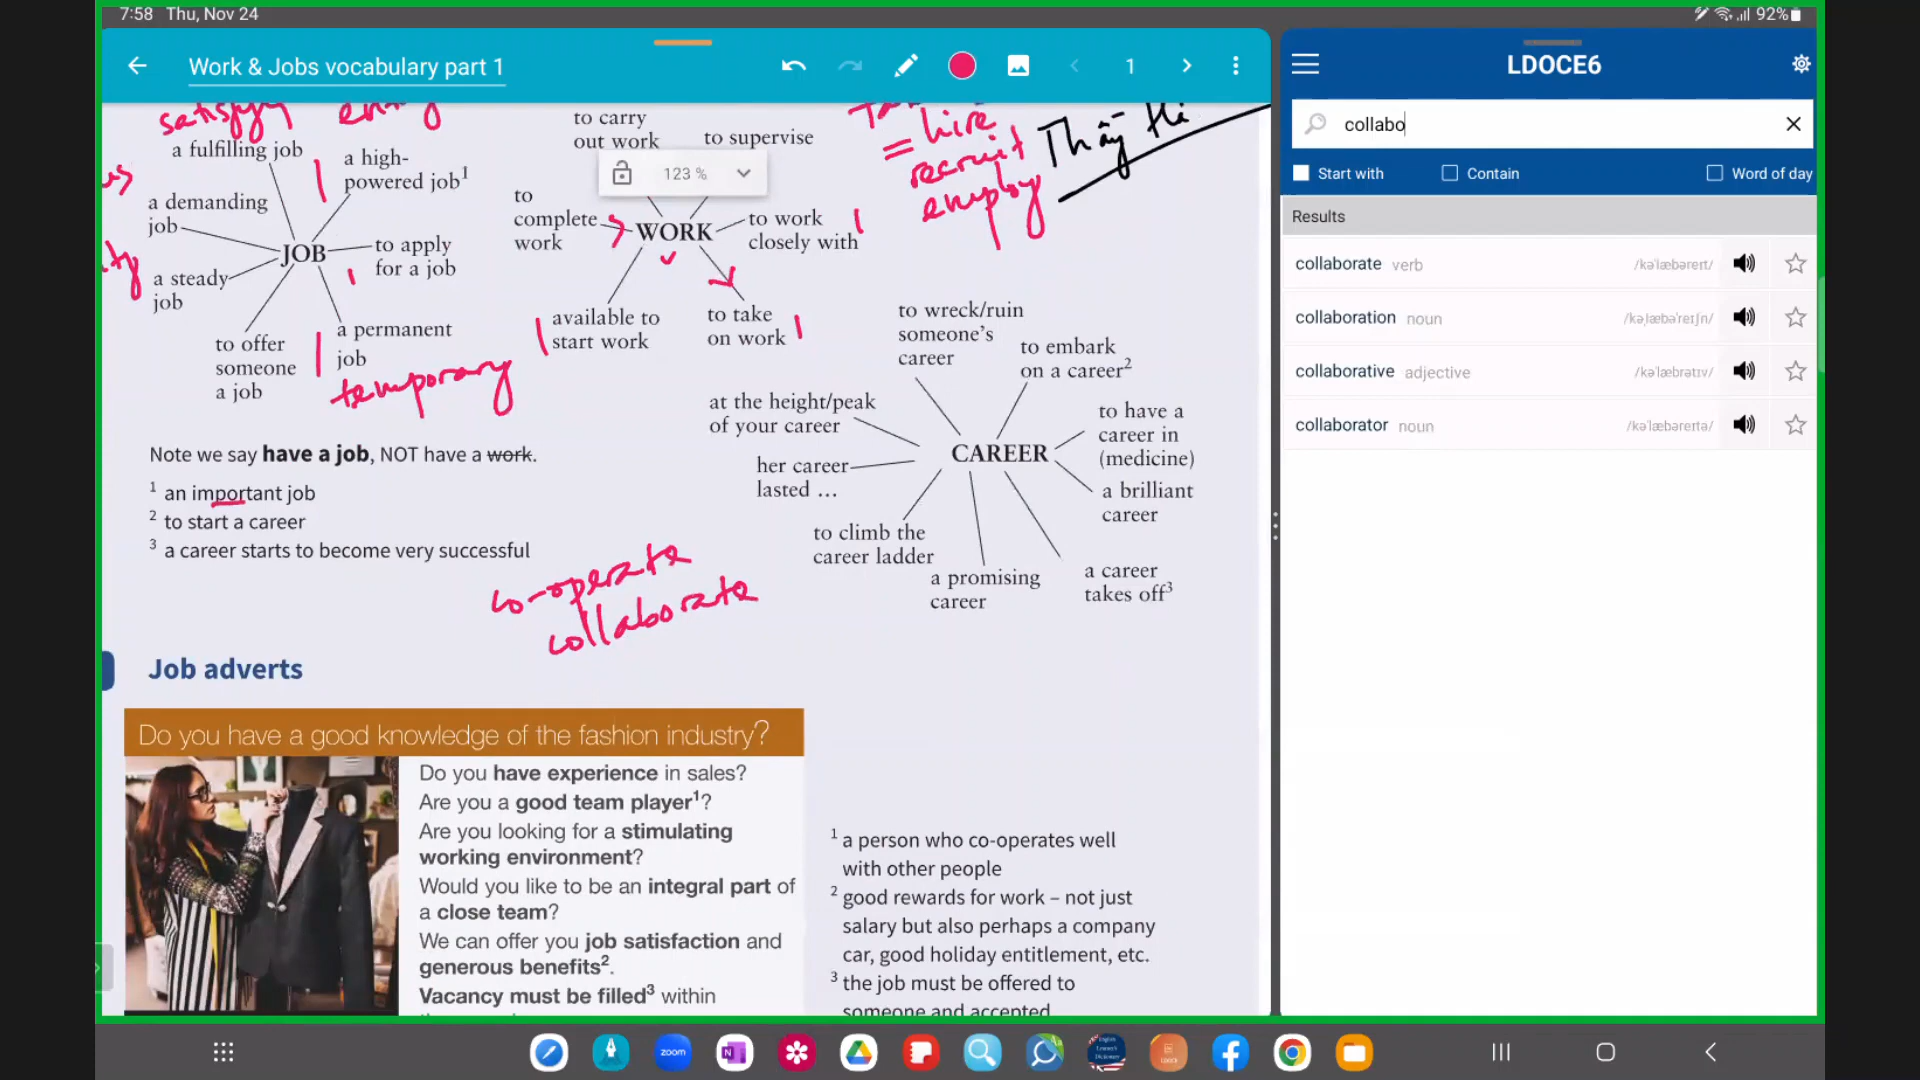 7:58 Thu, Nov 24
92%
Work & Jobs vocabulary part 1
1
satisfy
a fulfilling job
a high-
powered job¹
a demanding
job
JOB
to apply
for a job
a steady
job
to offer
someone
a job
a permanent
job
temporary
to carry
out work
to supervise
123 %
to
complete
work
WORK
to work
closely with
available to
start work
to take
on work
= hire
recruit
employ
Thầy
to wreck/ruin
someone's
career
to embark
on a career²
at the height/peak
of your career
to have a
career in
(medicine)
CAREER
her career
lasted ...
a brilliant
career
to climb the
career ladder
a promising
career
a career
takes off³
Note we say have a job, NOT have a work.
¹ an important job
² to start a career
³ a career starts to become very successful
co-operate
collaborate
Job adverts
Do you have a good knowledge of the fashion industry?
Do you have experience in sales?
Are you a good team player¹?
Are you looking for a stimulating
working environment?
Would you like to be an integral part of
a close team?
We can offer you job satisfaction and
generous benefits².
Vacancy must be filled³ within
¹ a person who co-operates well
with other people
² good rewards for work – not just
salary but also perhaps a company
car, good holiday entitlement, etc.
³ the job must be offered to
someone and accepted
LDOCE6
collabo
Start with Contain Word of day
Results
collaborate verb /kəˈlæbəreɪt/
collaboration noun /kəˌlæbəˈreɪʃn/
collaborative adjective /kəˈlæbrətɪv/
collaborator noun /kəˈlæbəreɪtə/
zoom